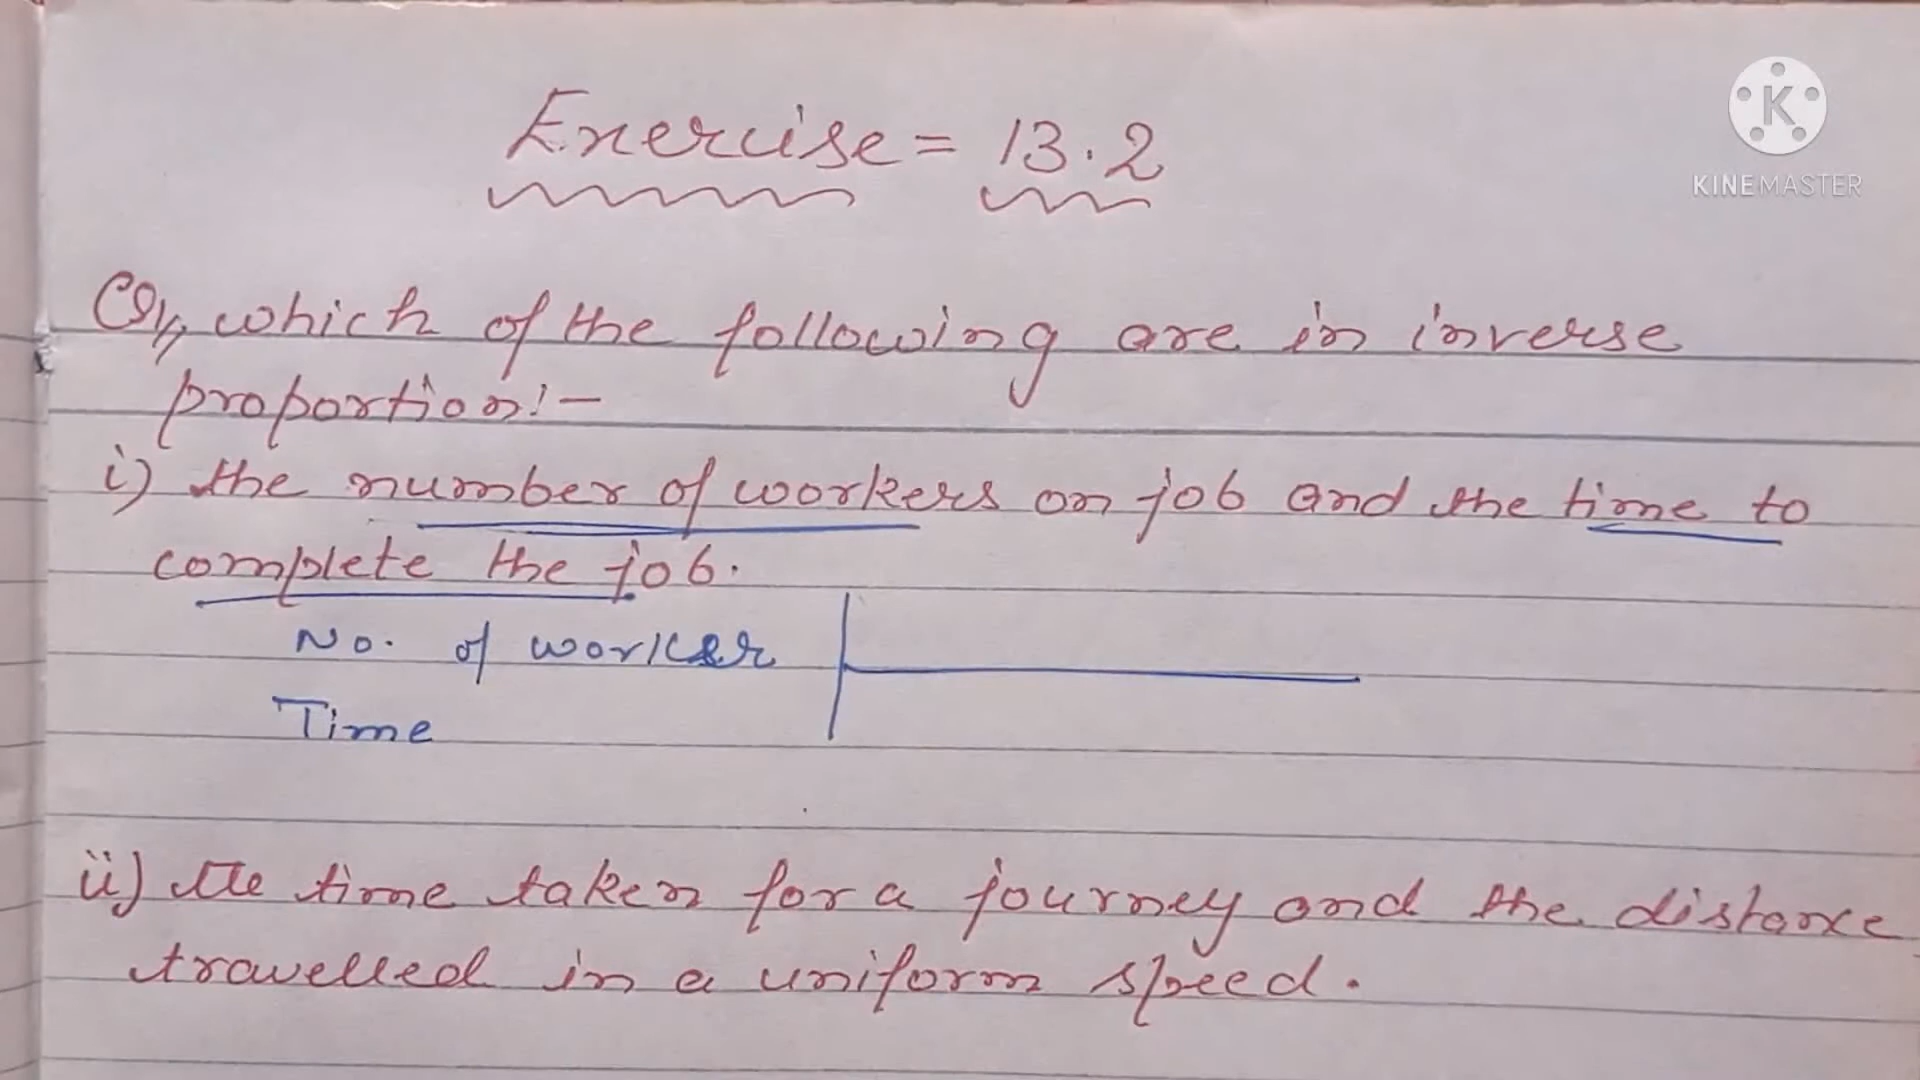 Exercise = 13.2
K
KINEMASTER
Q1, which of the following are in inverse
proportion:-
i) the number of workers on job and the time to
complete the job.
No. of worker
Time
ii) the time taken for a journey and the distance
travelled in a uniform speed.